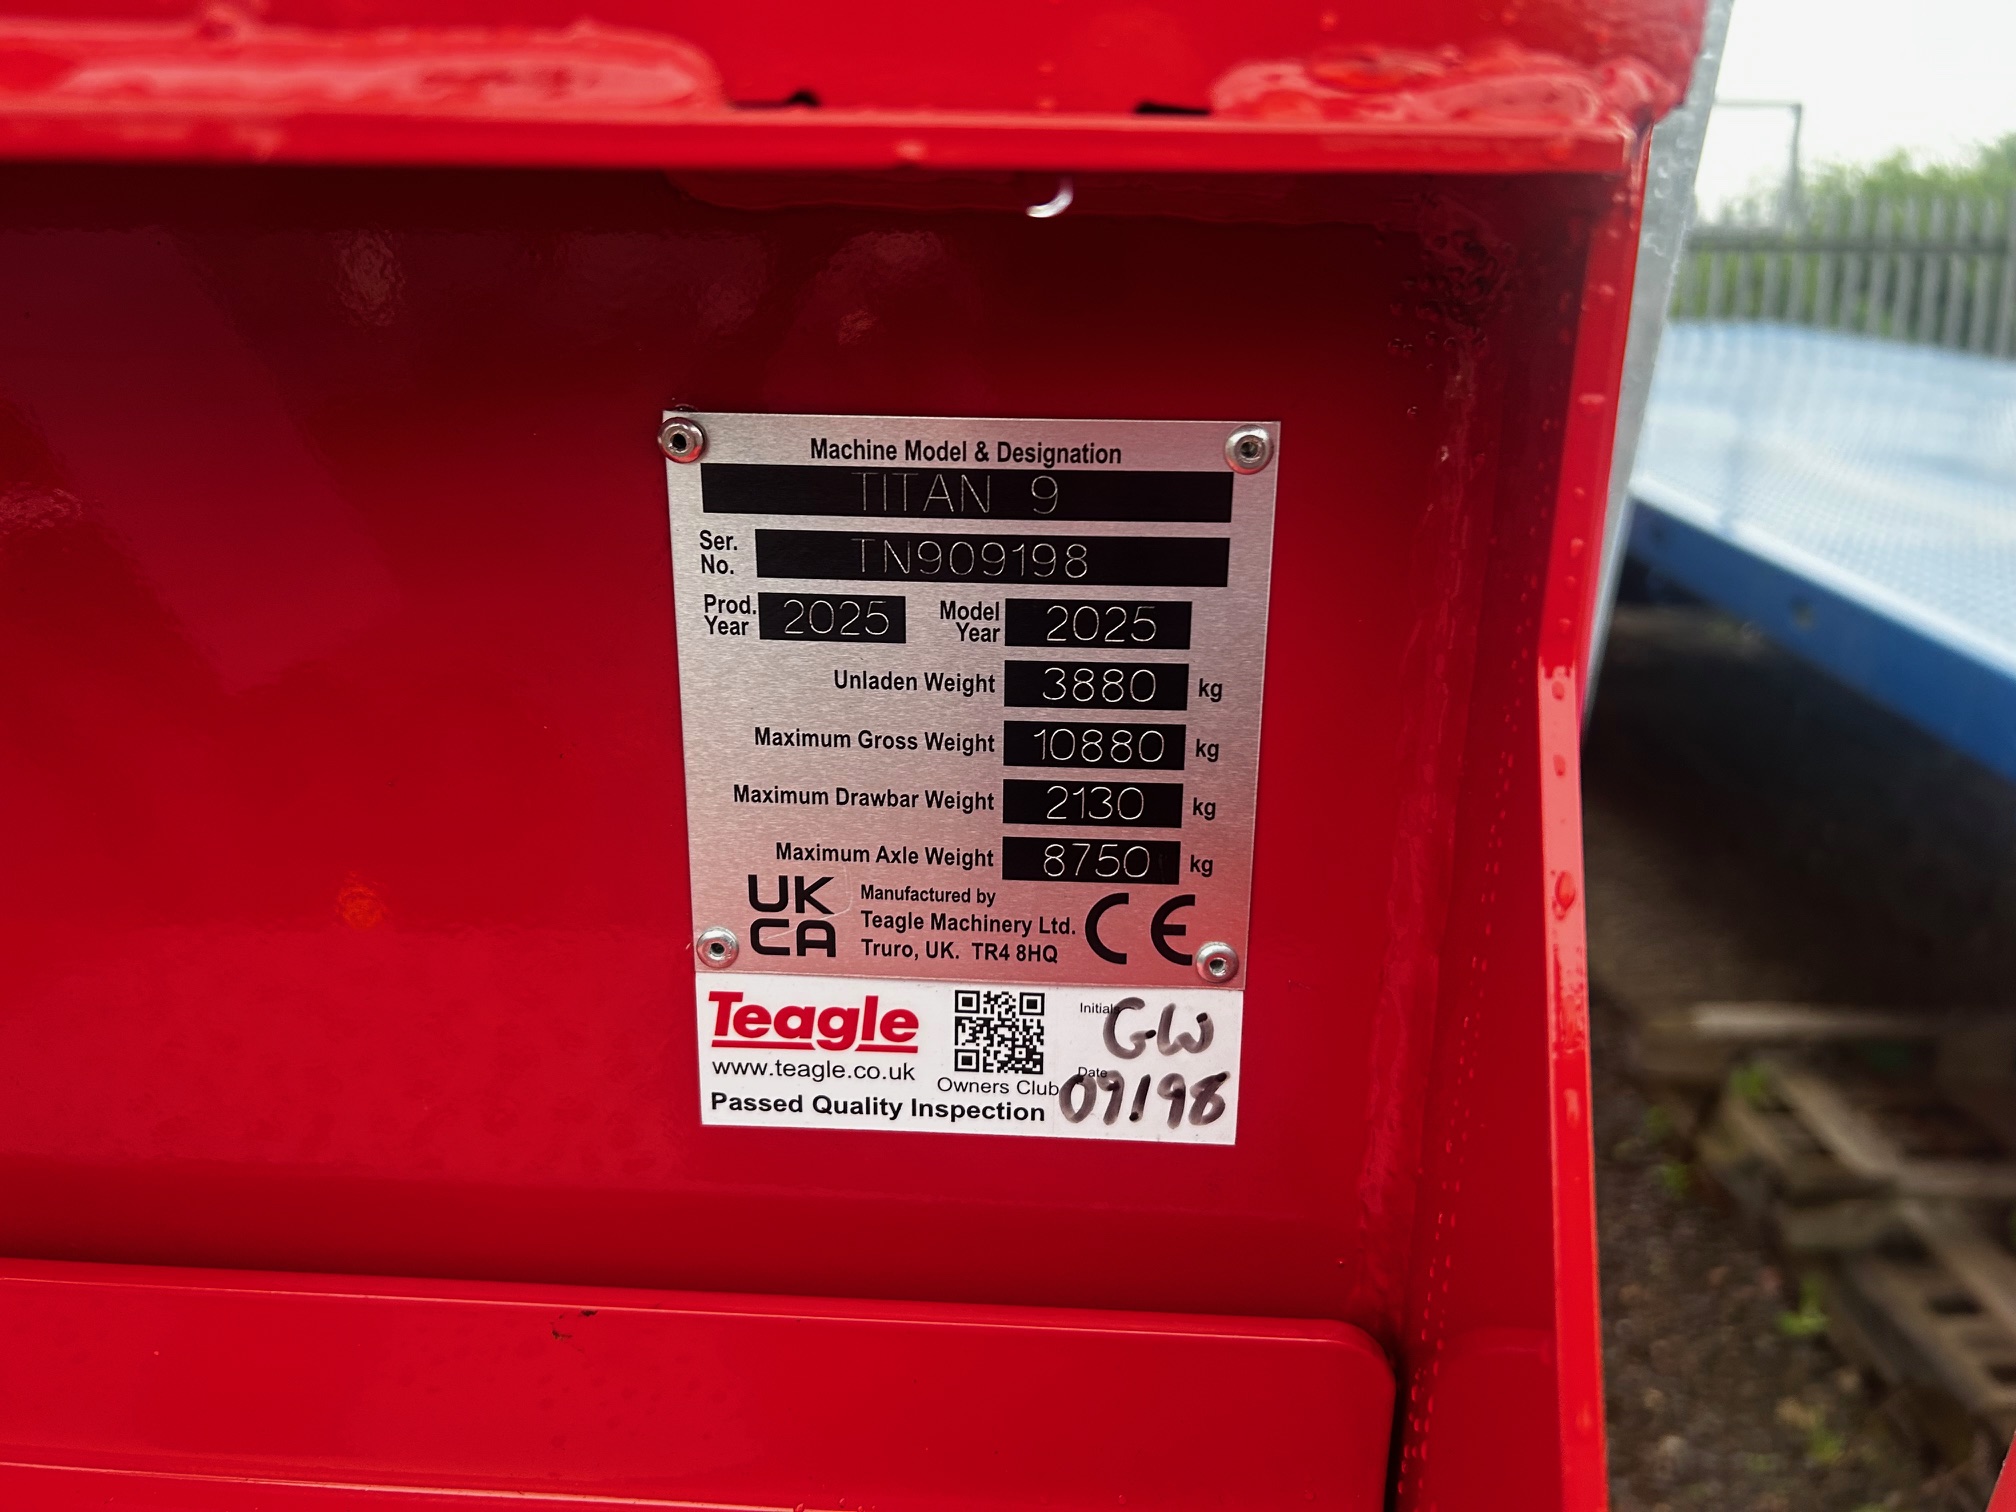 Machine Model & Designation
TITAN 9
Ser. No. TN909198
Prod. Year 2025 Model Year 2025
Unladen Weight 3880 kg
Maximum Gross Weight 10880 kg
Maximum Drawbar Weight 2130 kg
Maximum Axle Weight 8750 kg
UK CA
Manufactured by
Teagle Machinery Ltd.
Truro, UK. TR4 8HQ
CE
Teagle
www.teagle.co.uk
Owners Club
Passed Quality Inspection
Initials GW
Date 09198